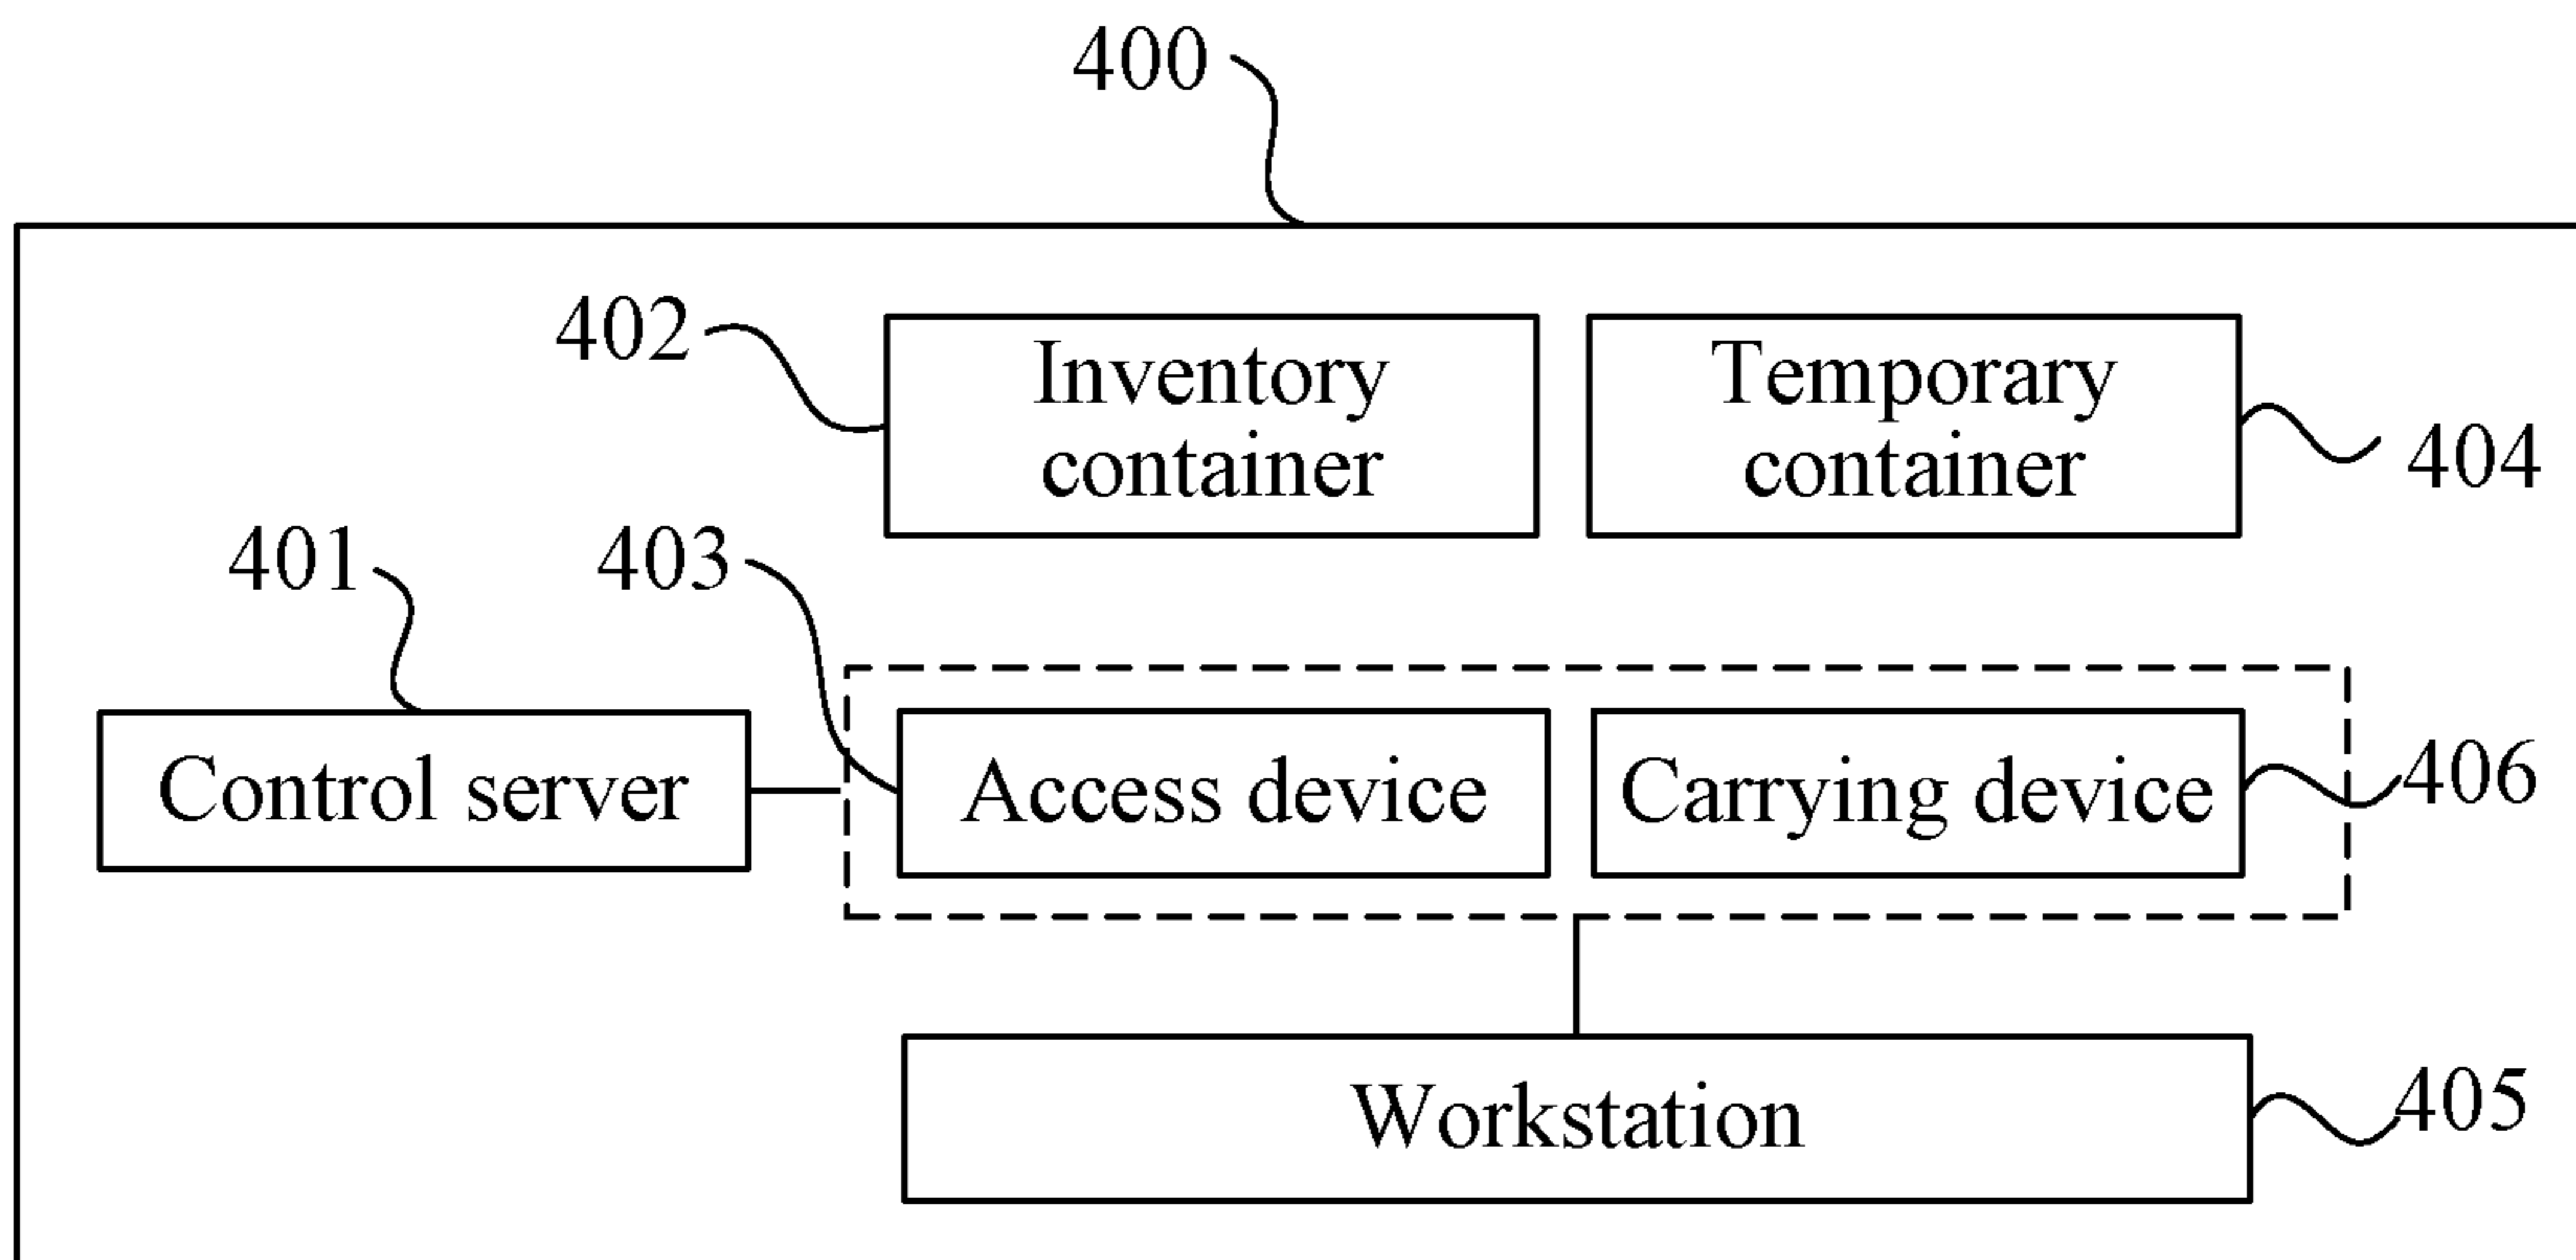 400
402
Inventory
container
Temporary
container
404
401
403
Control server
Access device
Carrying device
406
Workstation
405